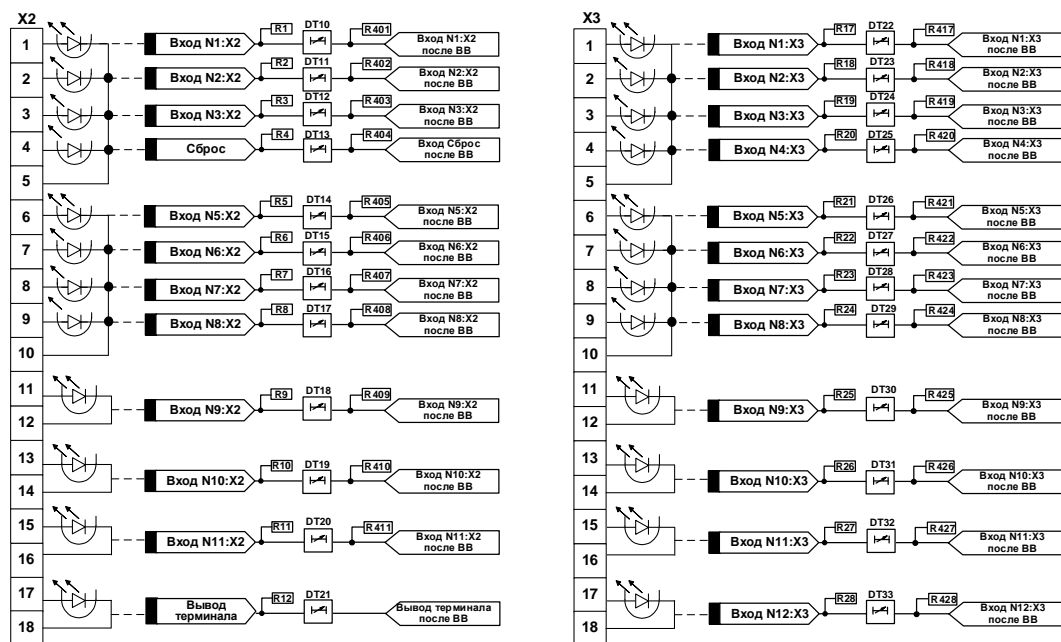 X2
1
Вход N1:X2
R1
DT10
R401
Вход N1:X2
после ВВ
2
Вход N2:X2
R2
DT11
R402
Вход N2:X2
после ВВ
3
Вход N3:X2
R3
DT12
R403
Вход N3:X2
после ВВ
4
Сброс
R4
DT13
R404
Вход Сброс
после ВВ
5
6
Вход N5:X2
R5
DT14
R405
Вход N5:X2
после ВВ
7
Вход N6:X2
R6
DT15
R406
Вход N6:X2
после ВВ
8
Вход N7:X2
R7
DT16
R407
Вход N7:X2
после ВВ
9
Вход N8:X2
R8
DT17
R408
Вход N8:X2
после ВВ
10
11
12
Вход N9:X2
R9
DT18
R409
Вход N9:X2
после ВВ
13
14
Вход N10:X2
R10
DT19
R410
Вход N10:X2
после ВВ
15
16
Вход N11:X2
R11
DT20
R411
Вход N11:X2
после ВВ
17
18
Вывод
терминала
R12
DT21
Вывод терминала
после ВВ
X3
1
Вход N1:X3
R17
DT22
R417
Вход N1:X3
после ВВ
2
Вход N2:X3
R18
DT23
R418
Вход N2:X3
после ВВ
3
Вход N3:X3
R19
DT24
R419
Вход N3:X3
после ВВ
4
Вход N4:X3
R20
DT25
R420
Вход N4:X3
после ВВ
5
6
Вход N5:X3
R21
DT26
R421
Вход N5:X3
после ВВ
7
Вход N6:X3
R22
DT27
R422
Вход N6:X3
после ВВ
8
Вход N7:X3
R23
DT28
R423
Вход N7:X3
после ВВ
9
Вход N8:X3
R24
DT29
R424
Вход N8:X3
после ВВ
10
11
12
Вход N9:X3
R25
DT30
R425
Вход N9:X3
после ВВ
13
14
Вход N10:X3
R26
DT31
R426
Вход N10:X3
после ВВ
15
16
Вход N11:X3
R27
DT32
R427
Вход N11:X3
после ВВ
17
18
Вход N12:X3
R28
DT33
R428
Вход N12:X3
после ВВ